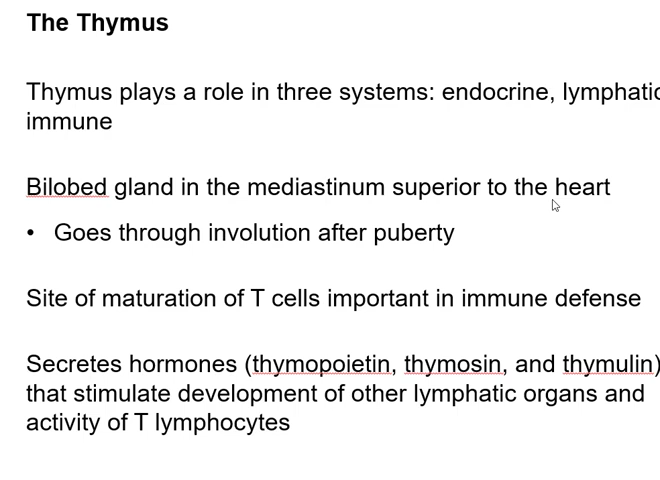 The Thymus
Thymus plays a role in three systems: endocrine, lymphatic
immune
Bilobed gland in the mediastinum superior to the heart
• Goes through involution after puberty
Site of maturation of T cells important in immune defense
Secretes hormones (thymopoietin, thymosin, and thymulin)
that stimulate development of other lymphatic organs and
activity of T lymphocytes